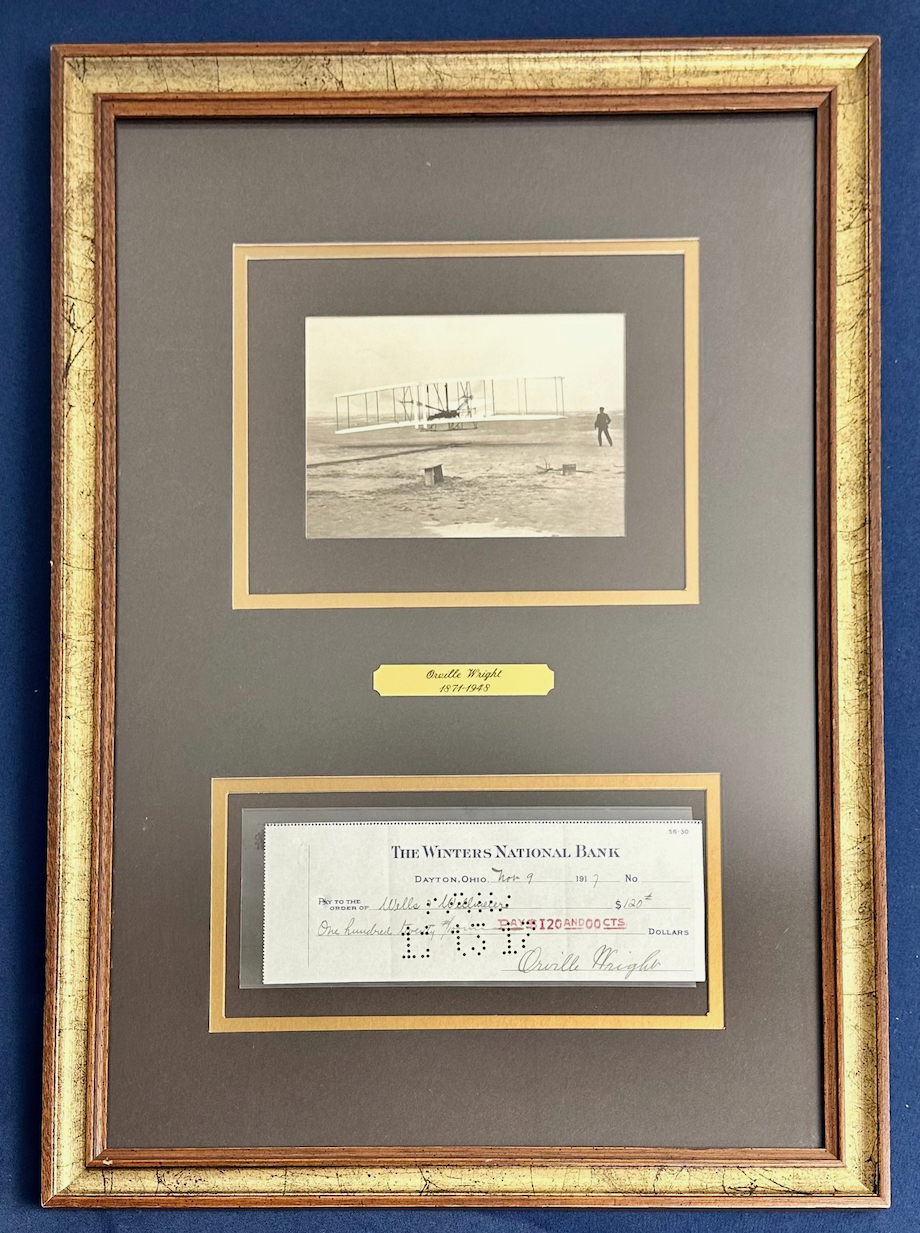 Orville Wright
1871-1948
56-30
THE WINTERS NATIONAL BANK
DAYTON, OHIO, Nov 9 1917 No
PAY TO THE ORDER OF Wells & $120
One hundred twenty DOLLARS
PAY $120 AND 00 CTS
Orville Wright